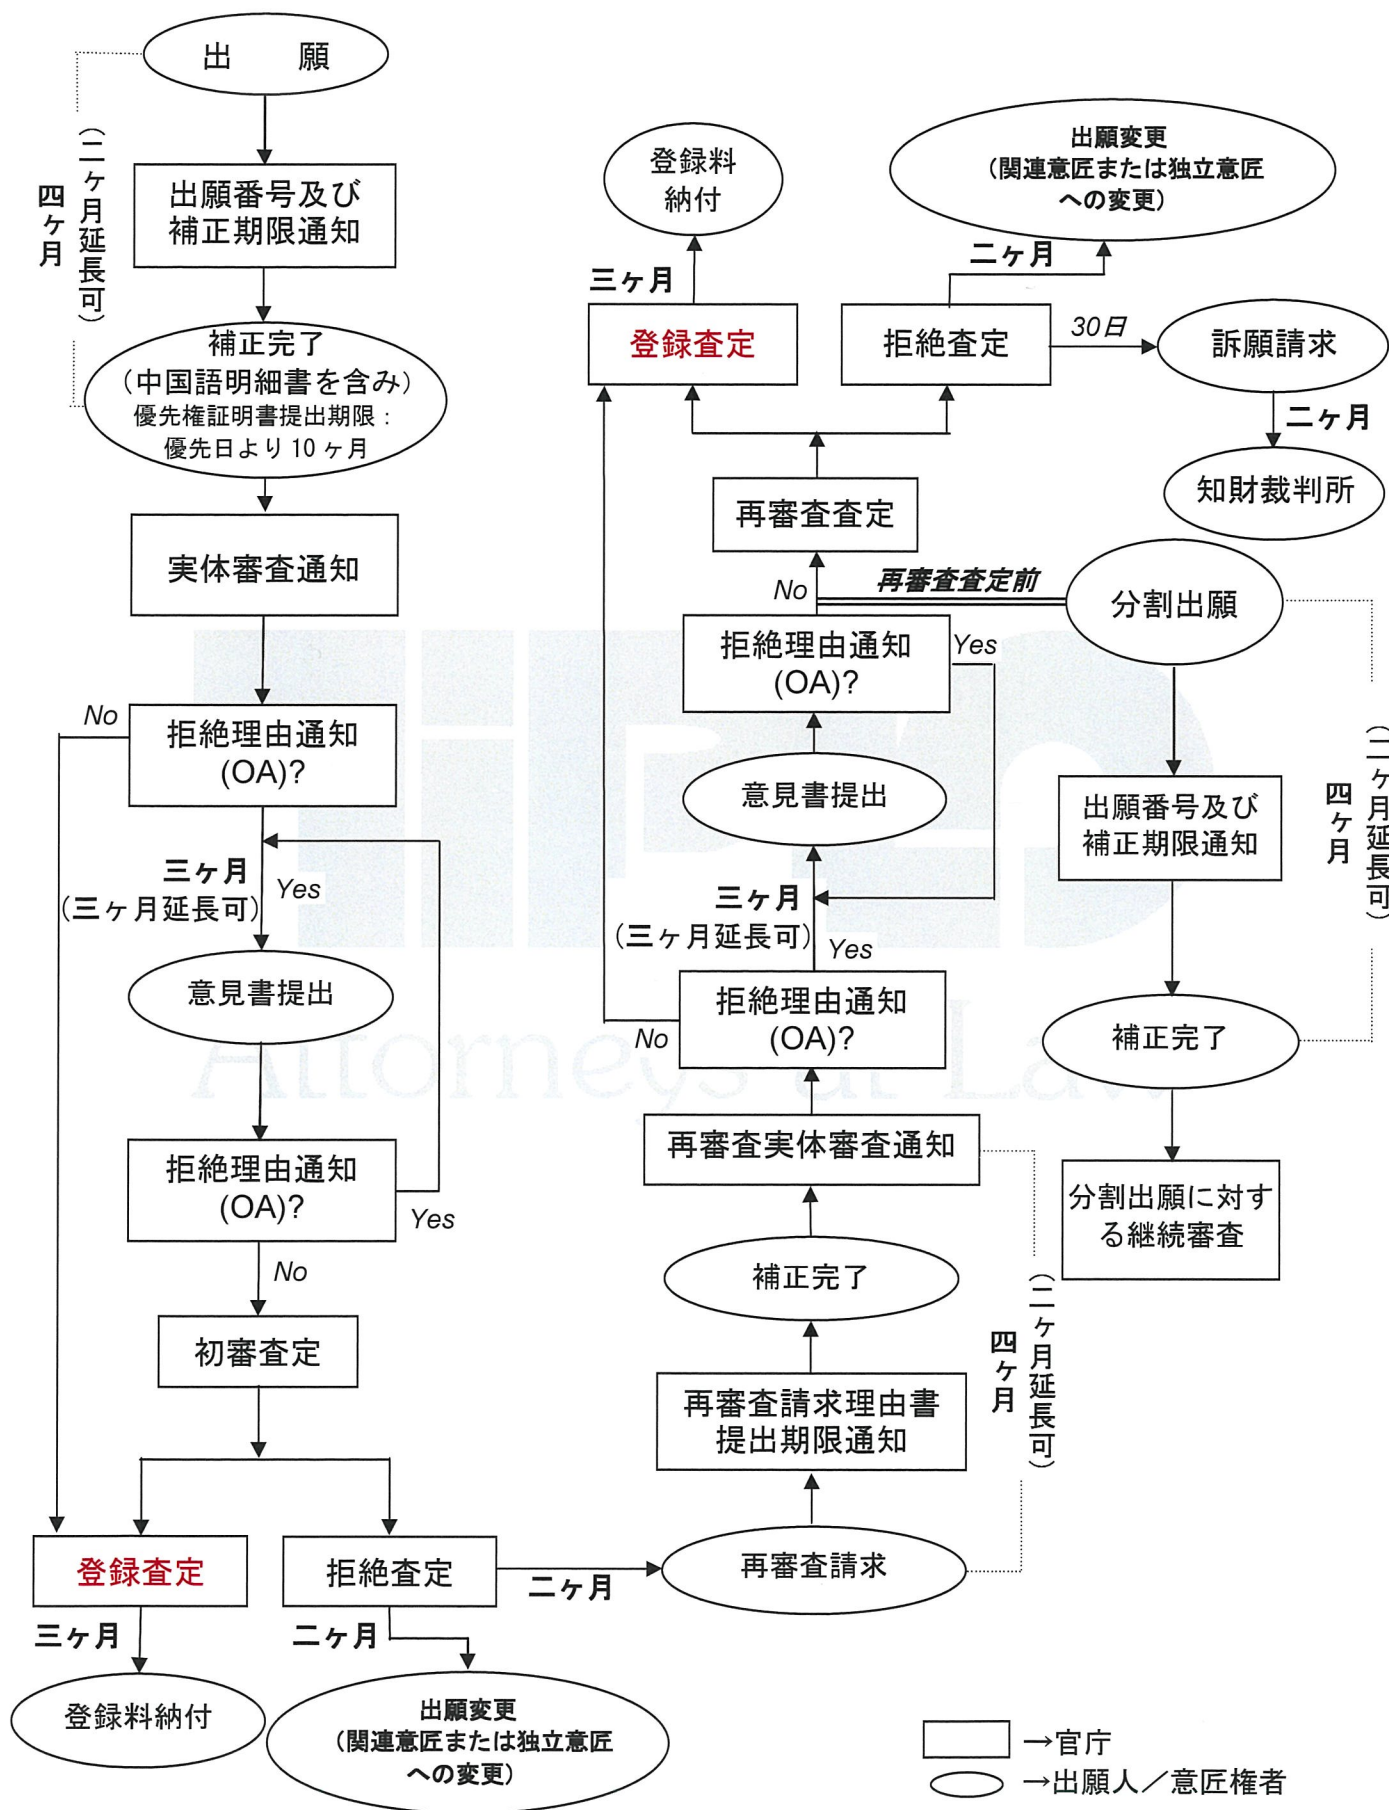 出　願
四ヶ月
（二ヶ月延長可）
出願番号及び
補正期限通知
補正完了
（中国語明細書を含み）
優先権証明書提出期限：
優先日より 10 ヶ月
実体審査通知
No
拒絶理由通知
(OA)?
三ヶ月
（三ヶ月延長可）
Yes
意見書提出
拒絶理由通知
(OA)?
Yes
No
初審査定
登録査定
拒絶査定
二ヶ月
三ヶ月
二ヶ月
登録料納付
出願変更
（関連意匠または独立意匠
への変更）
再審査請求
再審査請求理由書
提出期限通知
四ヶ月
（二ヶ月延長可）
補正完了
再審査実体審査通知
拒絶理由通知
(OA)?
No
三ヶ月
（三ヶ月延長可）
Yes
意見書提出
拒絶理由通知
(OA)?
Yes
No
再審査査定前
再審査査定
登録査定
三ヶ月
登録料
納付
拒絶査定
二ヶ月
出願変更
（関連意匠または独立意匠
への変更）
30日
訴願請求
二ヶ月
知財裁判所
分割出願
四ヶ月
（二ヶ月延長可）
出願番号及び
補正期限通知
補正完了
分割出願に対す
る継続審査
→官庁
→出願人／意匠権者
Attorneys at Law